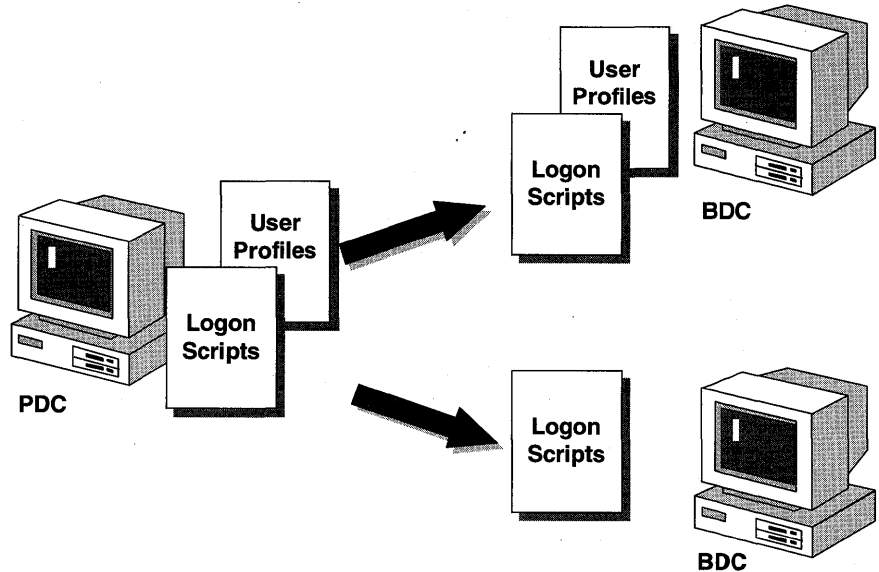 User
Profiles
Logon
Scripts
BDC
User
Profiles
Logon
Scripts
PDC
Logon
Scripts
BDC